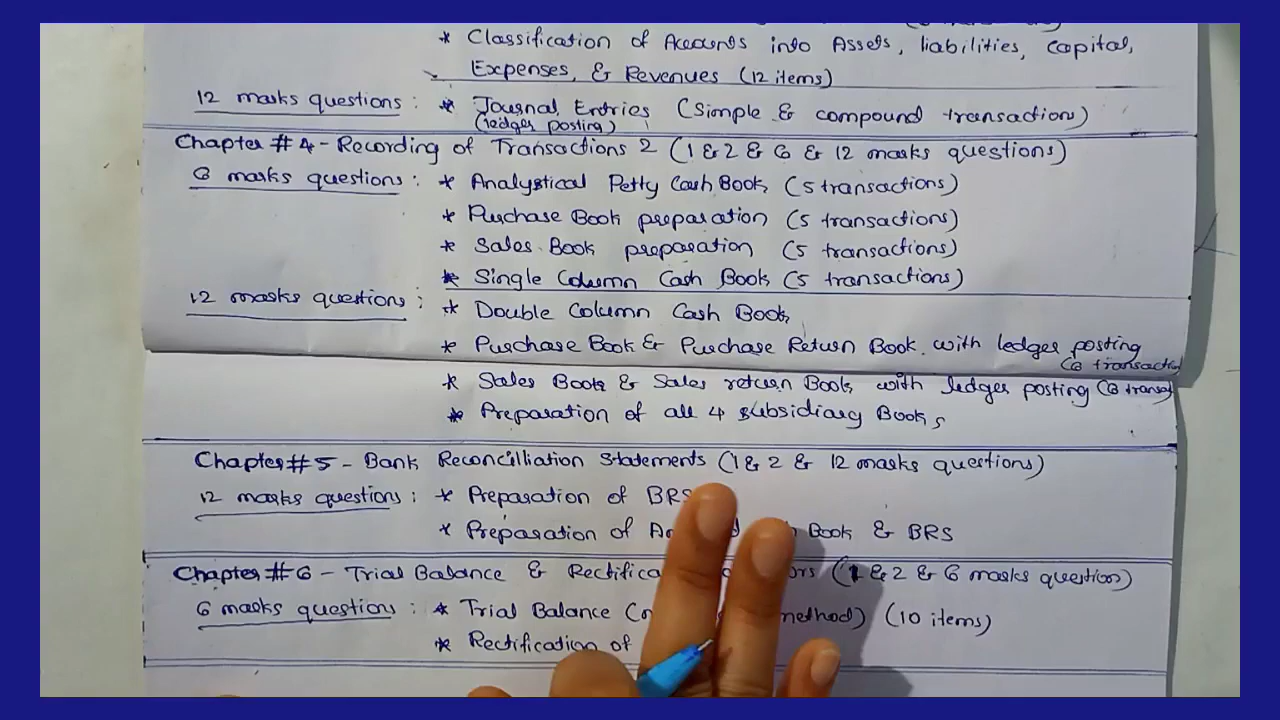 * Classification of Accounts into Assets, liabilities, capital,
Expenses, & Revenues (12 items)
12 marks questions : * Journal Entries (Simple & compound transaction)
(ledger posting)
Chapter # 4 - Recording of Transactions 2 (1 & 2 & 6 & 12 marks questions)
6 marks questions : * Analystical Petty Cash Book (5 transactions)
* Purchase Book preparation (5 transactions)
* Sales Book preparation (5 transactions)
* Single Column Cash Book (5 transactions)
12 marks questions : * Double Column Cash Book
* Purchase Book & Purchase Return Book with ledger posting
* Sales Book & Sales return Book with ledger posting
* Preparation of all 4 subsidiary Books
Chapter # 5 - Bank Reconcilliation Statements (1 & 2 & 12 marks questions)
12 marks questions : * Preparation of BRS
* Preparation of Book & BRS
Chapter # 6 - Trial Balance & (1 & 2 & 6 marks question)
6 marks questions : * Trial Balance method) (10 items)
* Rectification of